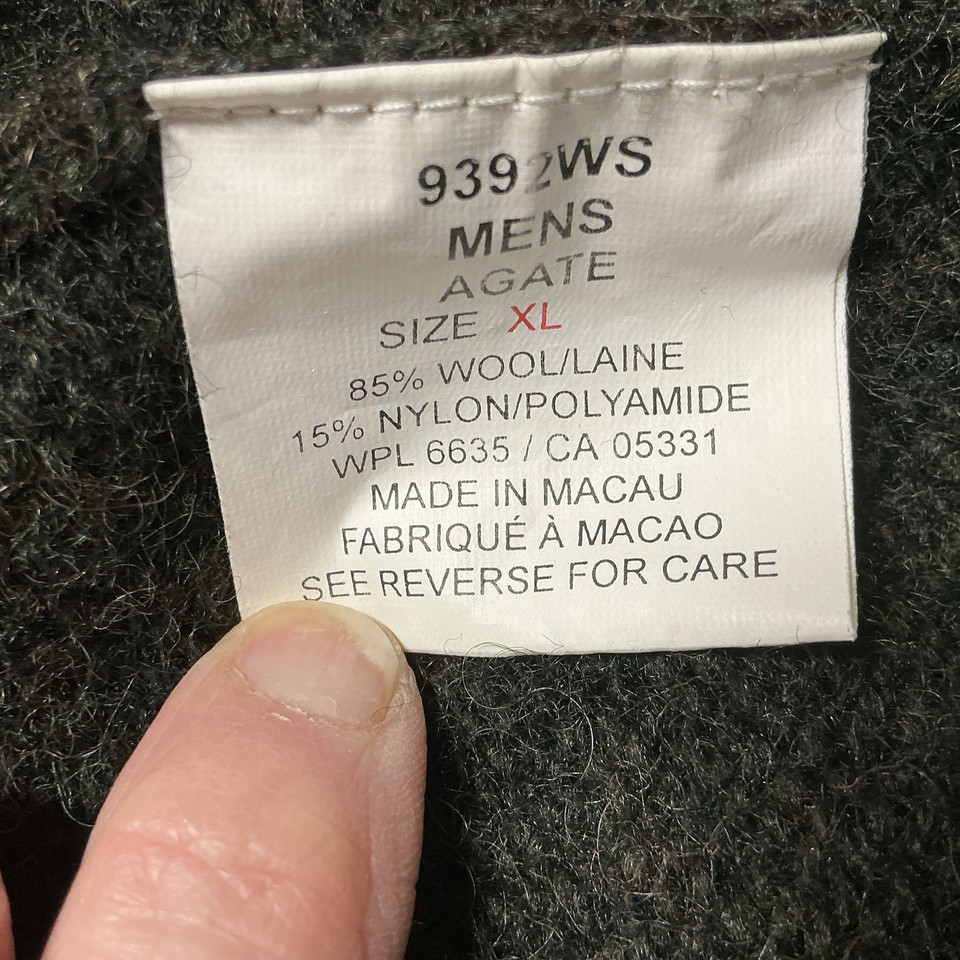 9392WS
MENS
AGATE
SIZE XL
85% WOOL/LAINE
15% NYLON/POLYAMIDE
WPL 6635 / CA 05331
MADE IN MACAU
FABRIQUÉ À MACAO
SEE REVERSE FOR CARE